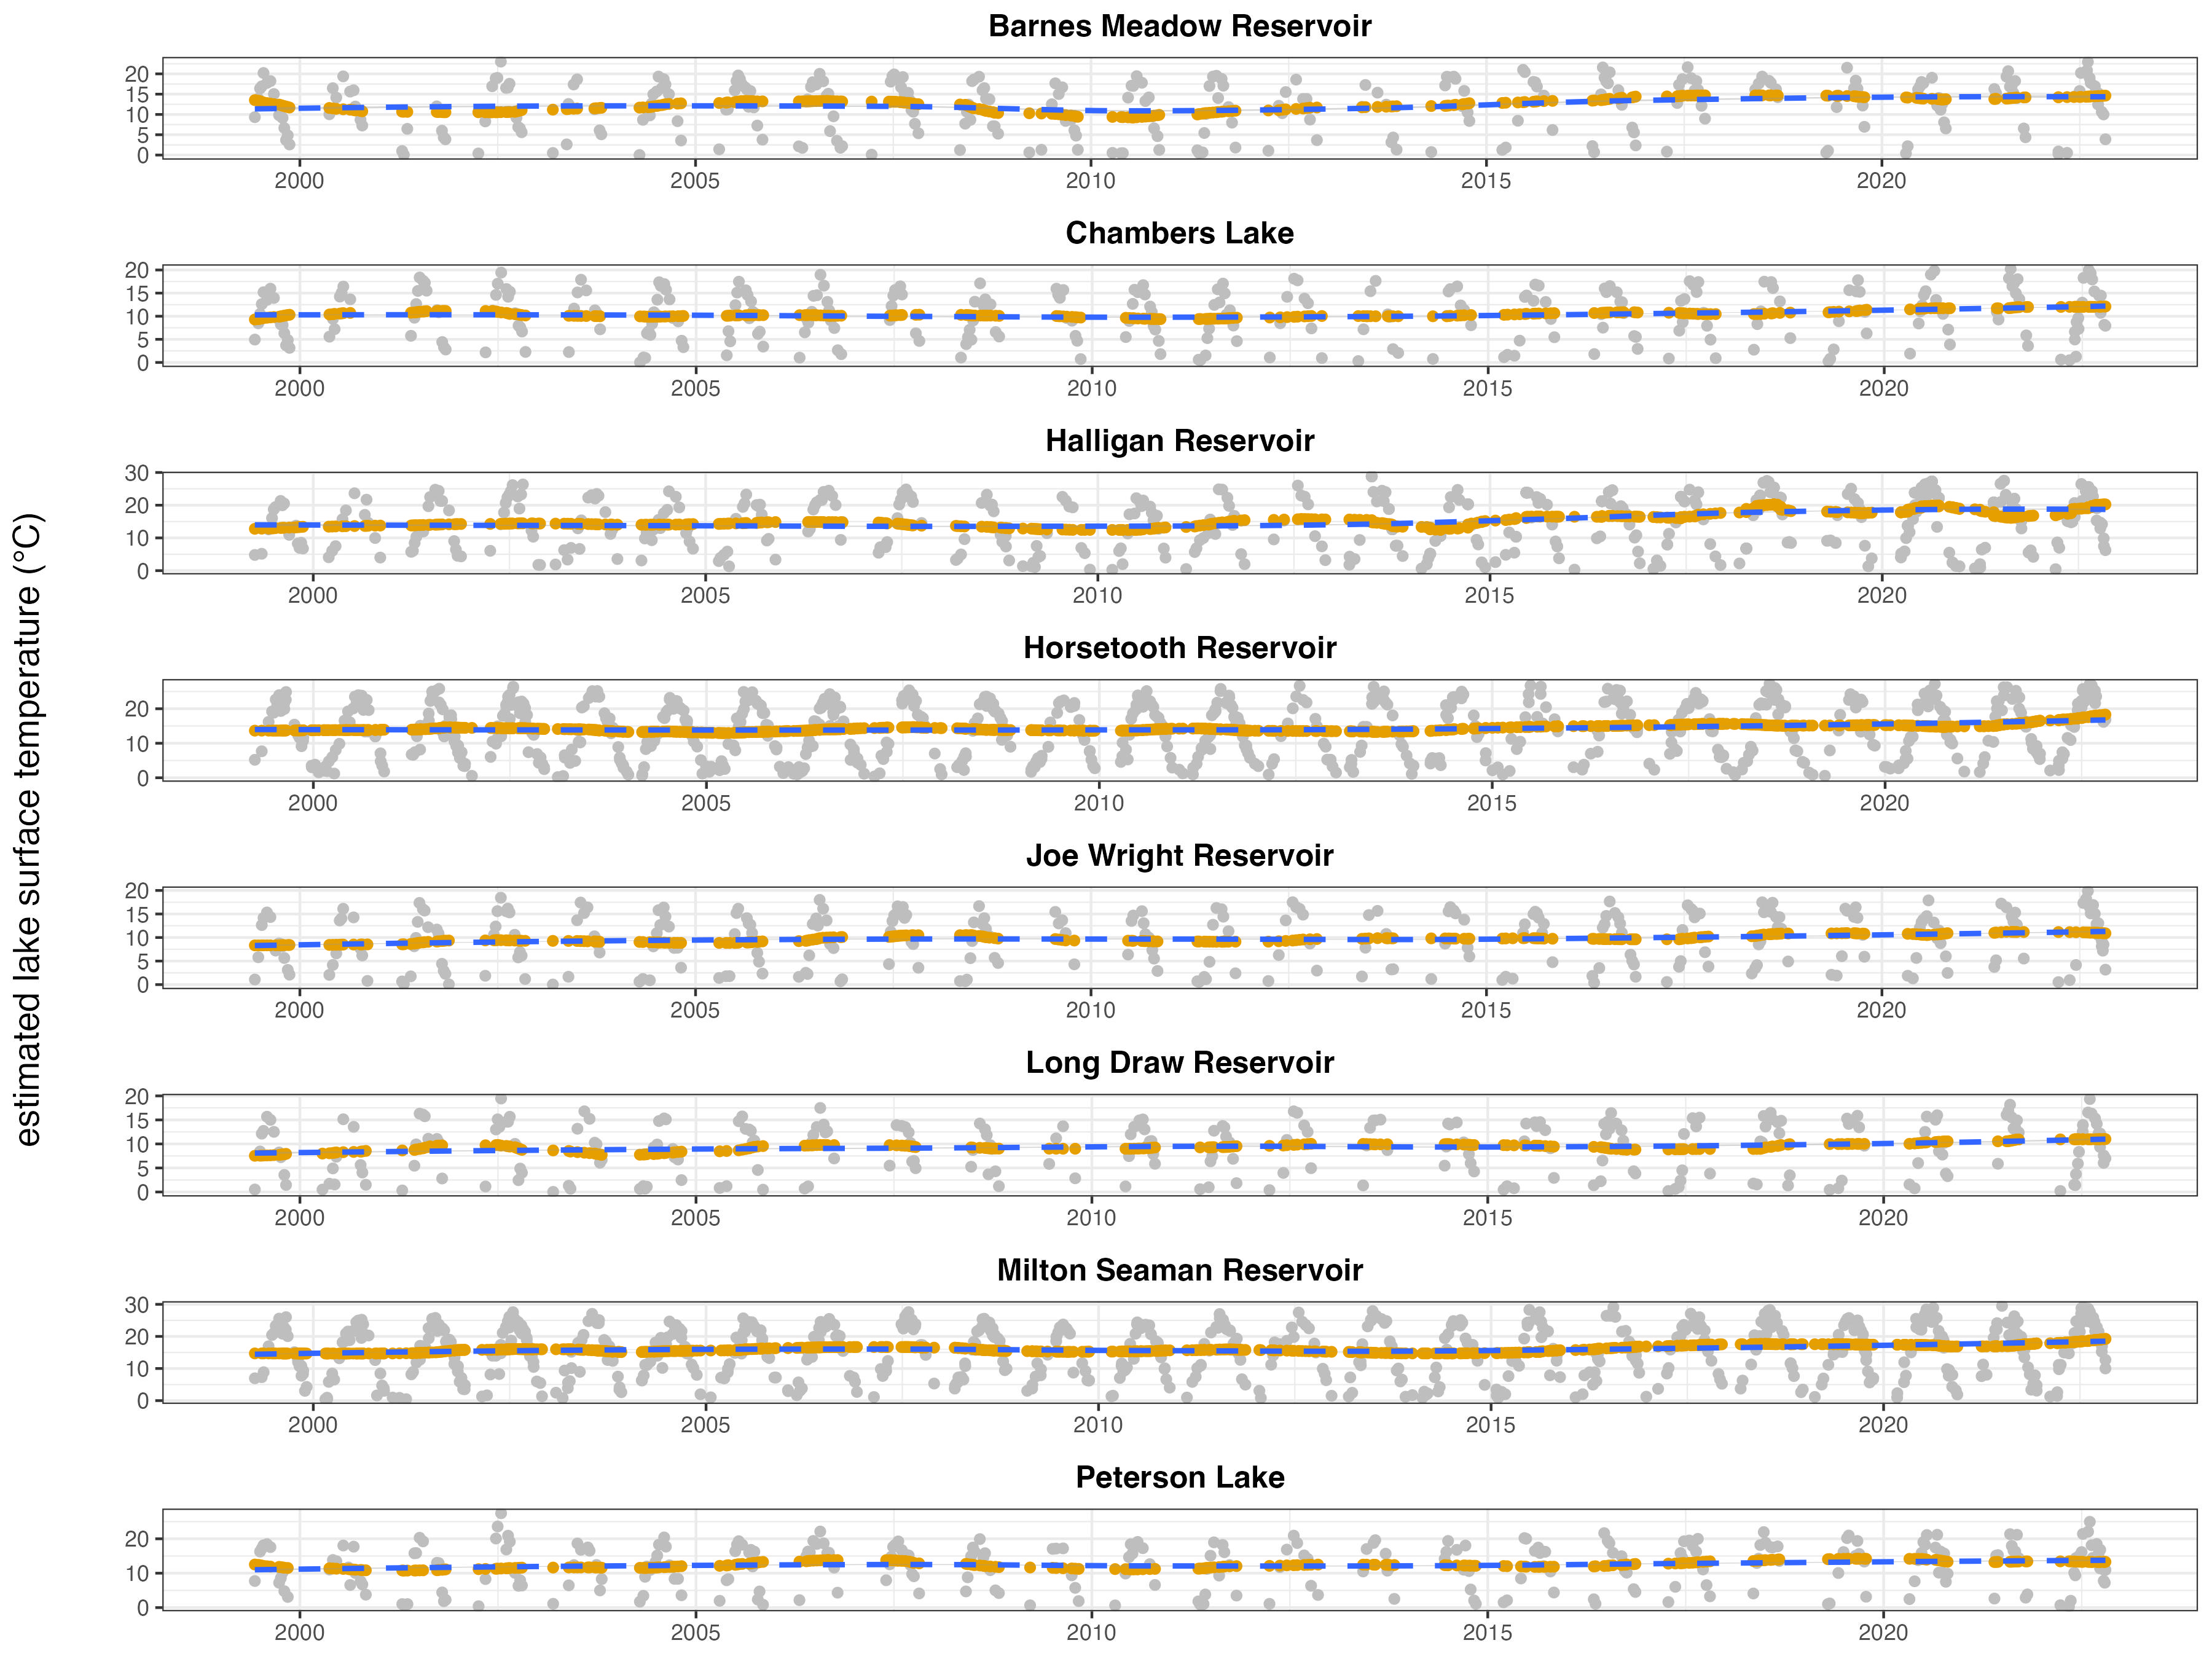 Barnes Meadow Reservoir
20
15
10
5
0
2000 2005 2010 2015 2020
Chambers Lake
20
15
10
5
0
2000 2005 2010 2015 2020
Halligan Reservoir
30
20
10
0
2000 2005 2010 2015 2020
Horsetooth Reservoir
20
10
0
2000 2005 2010 2015 2020
estimated lake surface temperature (°C)
Joe Wright Reservoir
20
15
10
5
0
2000 2005 2010 2015 2020
Long Draw Reservoir
20
15
10
5
0
2000 2005 2010 2015 2020
Milton Seaman Reservoir
30
20
10
0
2000 2005 2010 2015 2020
Peterson Lake
20
10
0
2000 2005 2010 2015 2020